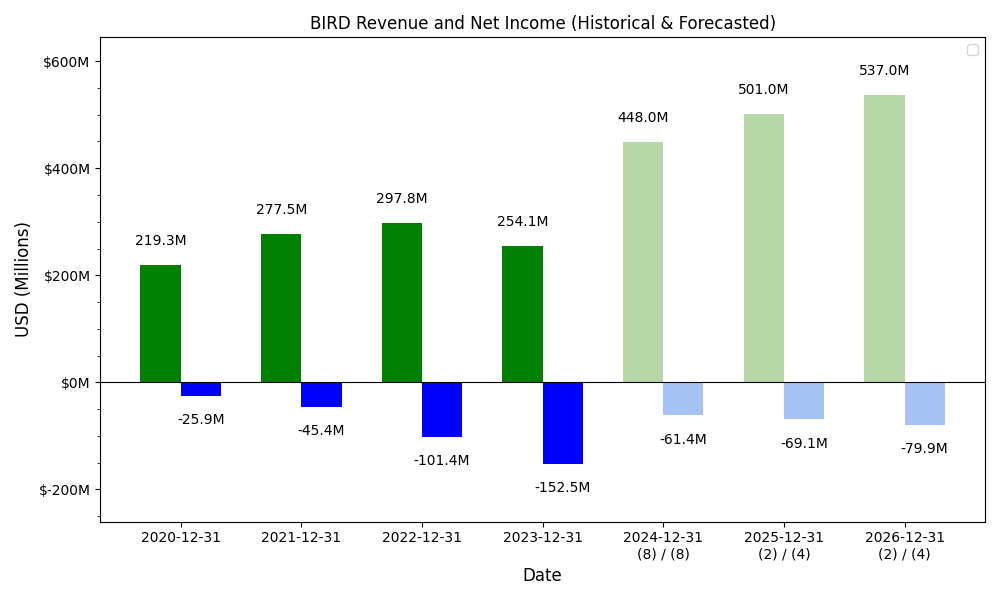 BIRD Revenue and Net Income (Historical & Forecasted)
$600M
$400M
$200M
$0M
$-200M
USD (Millions)
219.3M
277.5M
297.8M
254.1M
448.0M
501.0M
537.0M
-25.9M
-45.4M
-101.4M
-152.5M
-61.4M
-69.1M
-79.9M
2020-12-31
2021-12-31
2022-12-31
2023-12-31
2024-12-31
(8) / (8)
2025-12-31
(2) / (4)
2026-12-31
(2) / (4)
Date